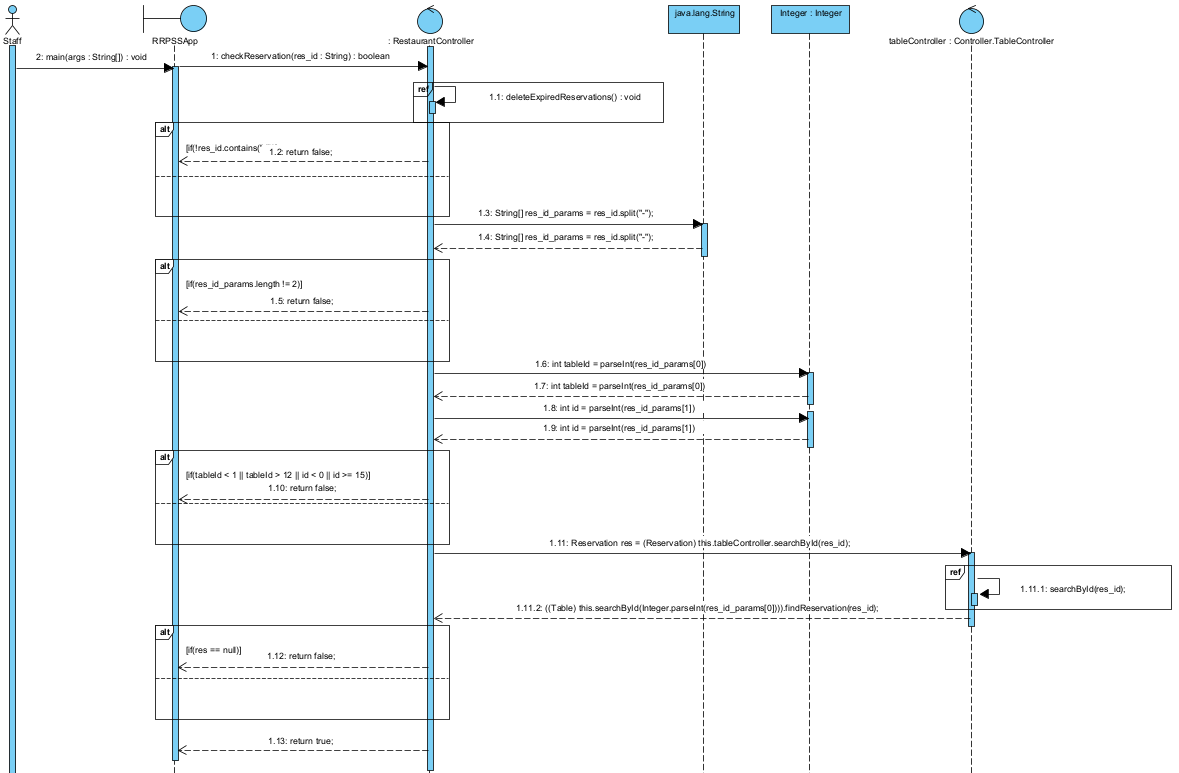 java.lang.String
Integer : Integer
Staff
RRPSSApp
: RestaurantController
tableController : Controller.TableController
2: main(args : String[]) : void
1: checkReservation(res_id : String) : boolean
ref
1.1: deleteExpiredReservations() : void
alt
[if(!res_id.contains("
1.2: return false;
1.3: String[] res_id_params = res_id.split("-");
1.4: String[] res_id_params = res_id.split("-");
alt
[if(res_id_params.length != 2)]
1.5: return false;
1.6: int tableId = parseInt(res_id_params[0])
1.7: int tableId = parseInt(res_id_params[0])
1.8: int id = parseInt(res_id_params[1])
1.9: int id = parseInt(res_id_params[1])
alt
[if(tableId < 1 || tableId > 12 || id < 0 || id >= 15)]
1.10: return false;
1.11: Reservation res = (Reservation) this.tableController.searchById(res_id);
ref
1.11.1: searchById(res_id);
1.11.2: ((Table) this.searchById(Integer.parseInt(res_id_params[0]))).findReservation(res_id);
alt
[if(res == null)]
1.12: return false;
1.13: return true;